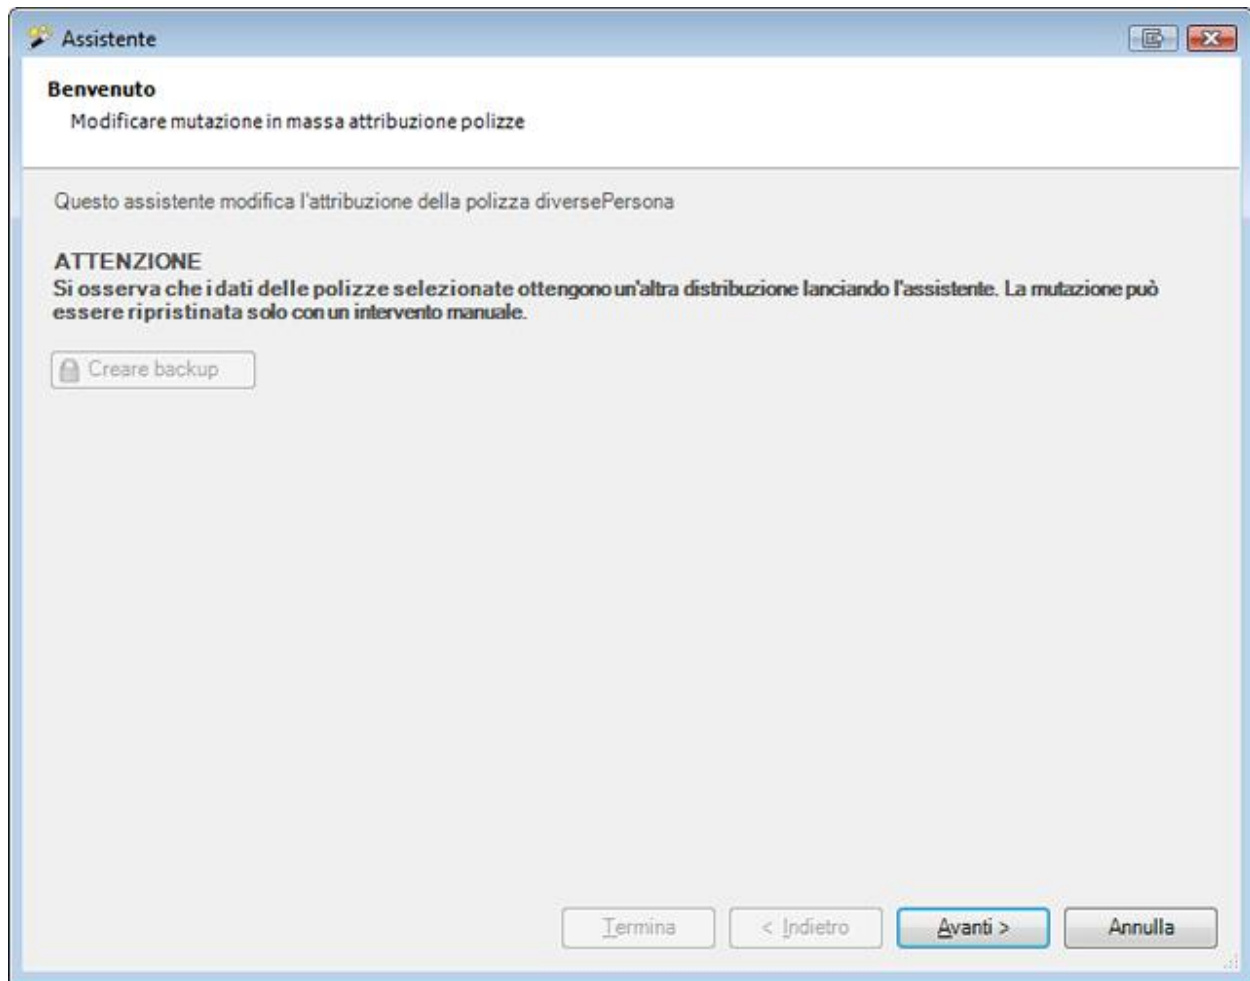 Assistente
Benvenuto
Modificare mutazione in massa attribuzione polizze
Questo assistente modifica l'attribuzione della polizza diversePersona
ATTENZIONE
Si osserva che i dati delle polizze selezionate ottengono un'altra distribuzione lanciando l'assistente. La mutazione può
essere ripristinata solo con un intervento manuale.
Creare backup
Termina
< Indietro
Avanti >
Annulla